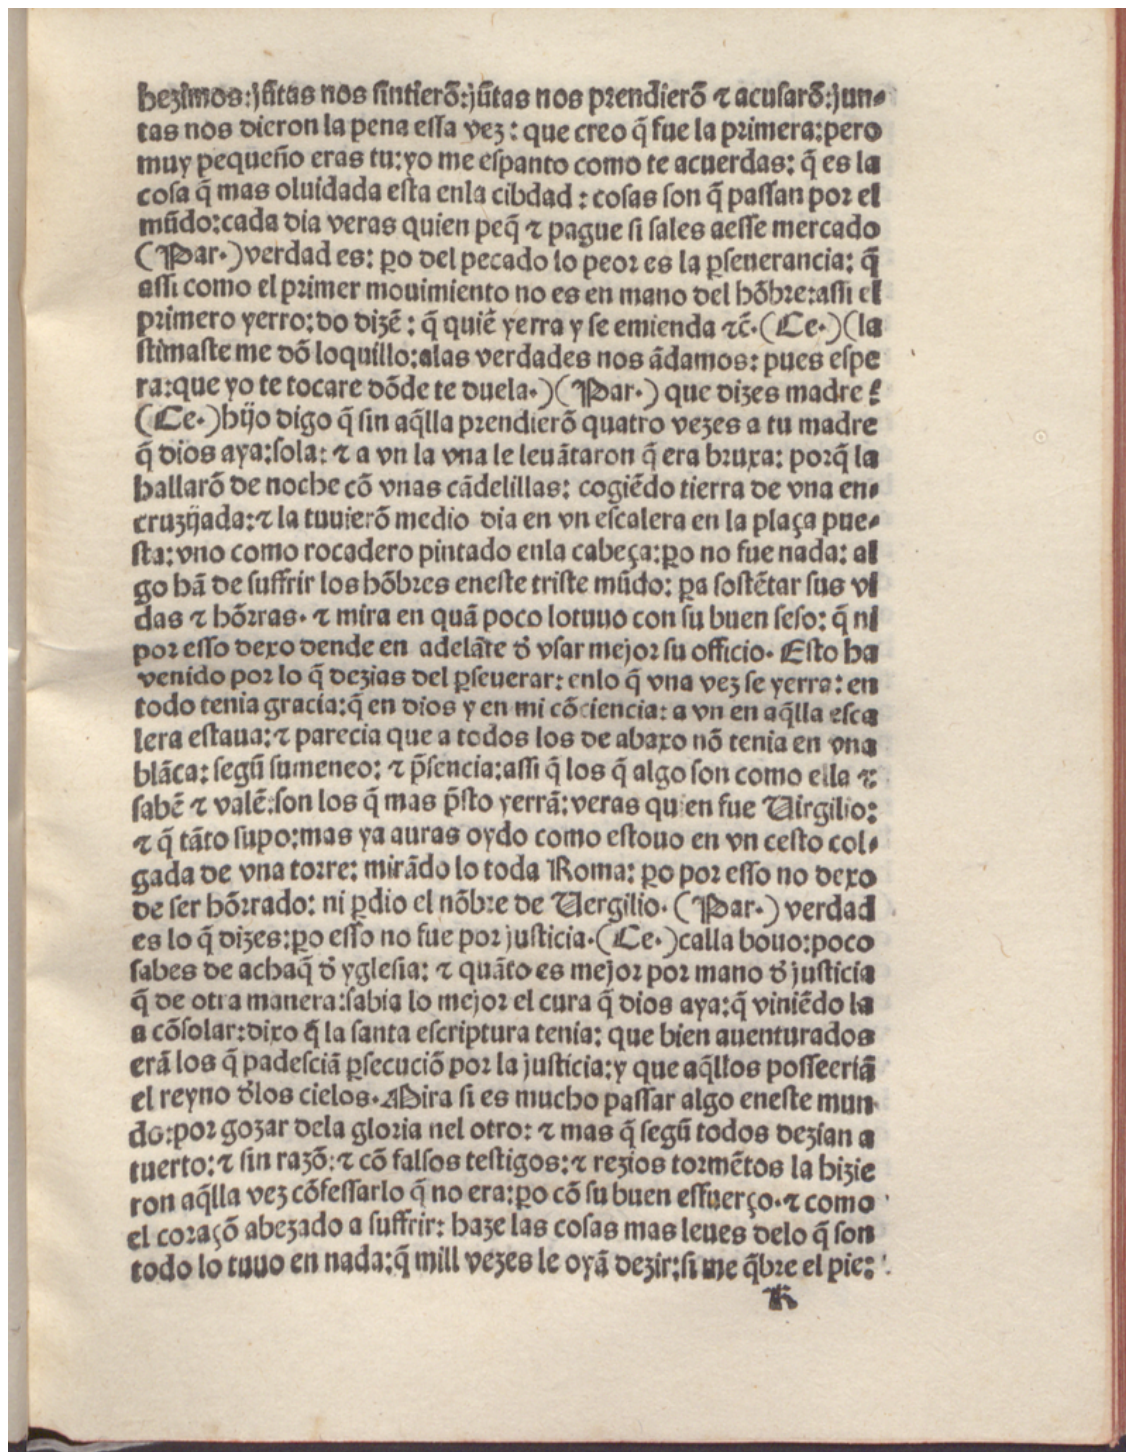 hezimos:jũtas nos sintierõ:jũtas nos prendierõ ⁊ acusarõ:jun-
tas nos dieron la pena essa vez: que creo q̃ fue la primera:pero
muy pequeño eras tu:yo me espanto como te acuerdas: q̃ es la
cosa q̃ mas oluidada esta enla cibdad: cosas son q̃ passan por el
mũdo:cada dia veras quien peq̃ ⁊ pague si sales aesse mercado
(Par.)verdad es: ꝑo del pecado lo peor es la ꝑseuerancia: q̃
assi como el primer mouimiento no es en mano del hõbre:assi el
primero yerro:do dizẽ: q̃ quiẽ yerra y se emienda ⁊c̃.(Ce.)(la
stimaste me dõ loquillo:alas verdades nos ãdamos: pues espe
ra:que yo te tocare dõde te duela.)(Par.) que dizes madre?
(Ce.)hijo digo q̃ sin aq̃lla prendierõ quatro vezes a tu madre
q̃ dios aya:sola: ⁊ a vn la vna le leuãtaron q̃ era bruxa: porq̃ la
hallarõ de noche cõ vnas cãdelillas: cogiẽdo tierra de vna en-
cruzijada:⁊ la tuuierõ medio dia en vn escalera en la plaça pue-
sta:vno como rocadero pintado enla cabeça:ꝑo no fue nada: al
go hã de suffrir los hõbres eneste triste mũdo: ꝑa sostẽtar sus vi
das ⁊ hõrras. ⁊ mira en quã poco lotuuo con su buen seso: q̃ ni
por esso dexo dende en adelãte d̓ vsar mejor su officio. Esto ha
venido por lo q̃ dezias del ꝑseuerar: enlo q̃ vna vez se yerra: en
todo tenia gracia:q̃ en dios y en mi cõciencia: a vn en aq̃lla esca
lera estaua:⁊ parecia que a todos los de abaxo nõ tenia en vna
blãca: segũ sumeneo: ⁊ p̃sencia:assi q̃ los q̃ algo son como ella ⁊
sabẽ ⁊ valẽ:son los q̃ mas p̃sto yerrã:veras quien fue Uirgilio:
⁊ q̃ tãto supo:mas ya auras oydo como estouo en vn cesto col-
gada de vna torre: mirãdo lo toda Roma: ꝑo por esso no dexo
de ser hõrrado: ni ꝑdio el nõbre de Uergilio. (Par.) verdad
es lo q̃ dizes:ꝑo esso no fue por justicia.(Ce.)calla bouo:poco
sabes de achaq̃ d̓ yglesia: ⁊ quãto es mejor por mano d̓ justicia
q̃ de otra manera:sabia lo mejor el cura q̃ dios aya:q̃ viniẽdo la
a cõsolar:dixo q̃ la santa escriptura tenia: que bien auenturados
erã los q̃ padesciã ꝑsecuciõ por la justicia:y que aq̃llos posseeriã
el reyno d̓los cielos.Mira si es mucho passar algo eneste mun
do:por gozar dela gloria nel otro: ⁊ mas q̃ segũ todos dezian a
tuerto:⁊ sin razõ:⁊ cõ falsos testigos:⁊ rezios tormẽtos la hizie
ron aq̃lla vez cõfessarlo q̃ no era:ꝑo cõ su buen esfuerço.⁊ como
el coraçõ abezado a suffrir: haze las cosas mas leues delo q̃ son
todo lo tuuo en nada:q̃ mill vezes le oyã dezir:si me q̃bre el pie:
k